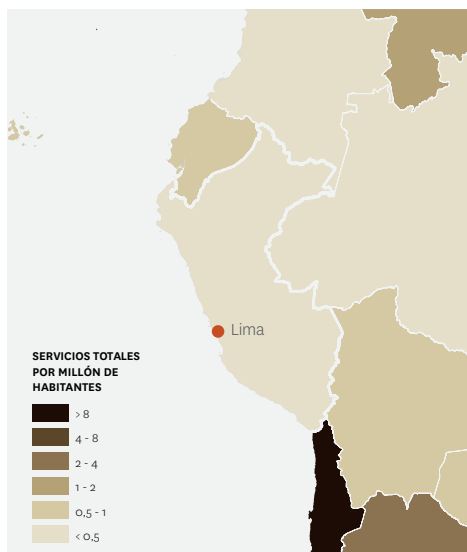 Lima
SERVICIOS TOTALES
POR MILLÓN DE
HABITANTES
> 8
4 - 8
2 - 4
1 - 2
0,5 - 1
< 0,5